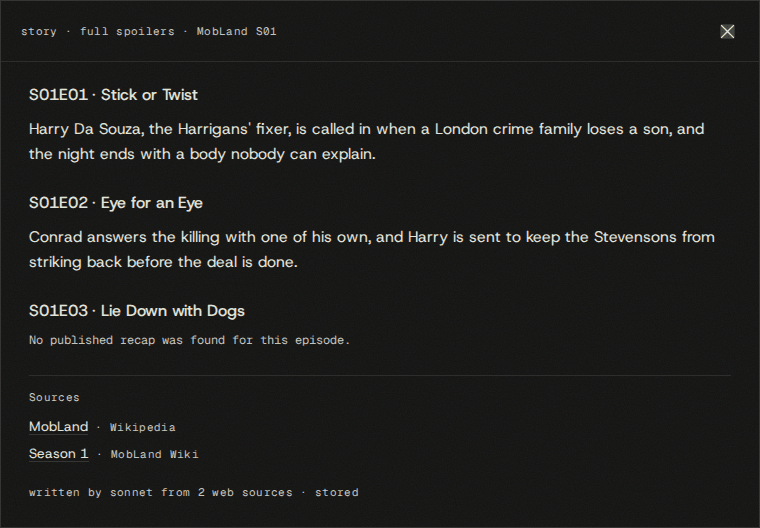 story · full spoilers · MobLand S01
S01E01 · Stick or Twist
Harry Da Souza, the Harrigans' fixer, is called in when a London crime family loses a son, and
the night ends with a body nobody can explain.
S01E02 · Eye for an Eye
Conrad answers the killing with one of his own, and Harry is sent to keep the Stevensons from
striking back before the deal is done.
S01E03 · Lie Down with Dogs
No published recap was found for this episode.
Sources
MobLand · Wikipedia
Season 1 · MobLand Wiki
written by sonnet from 2 web sources · stored